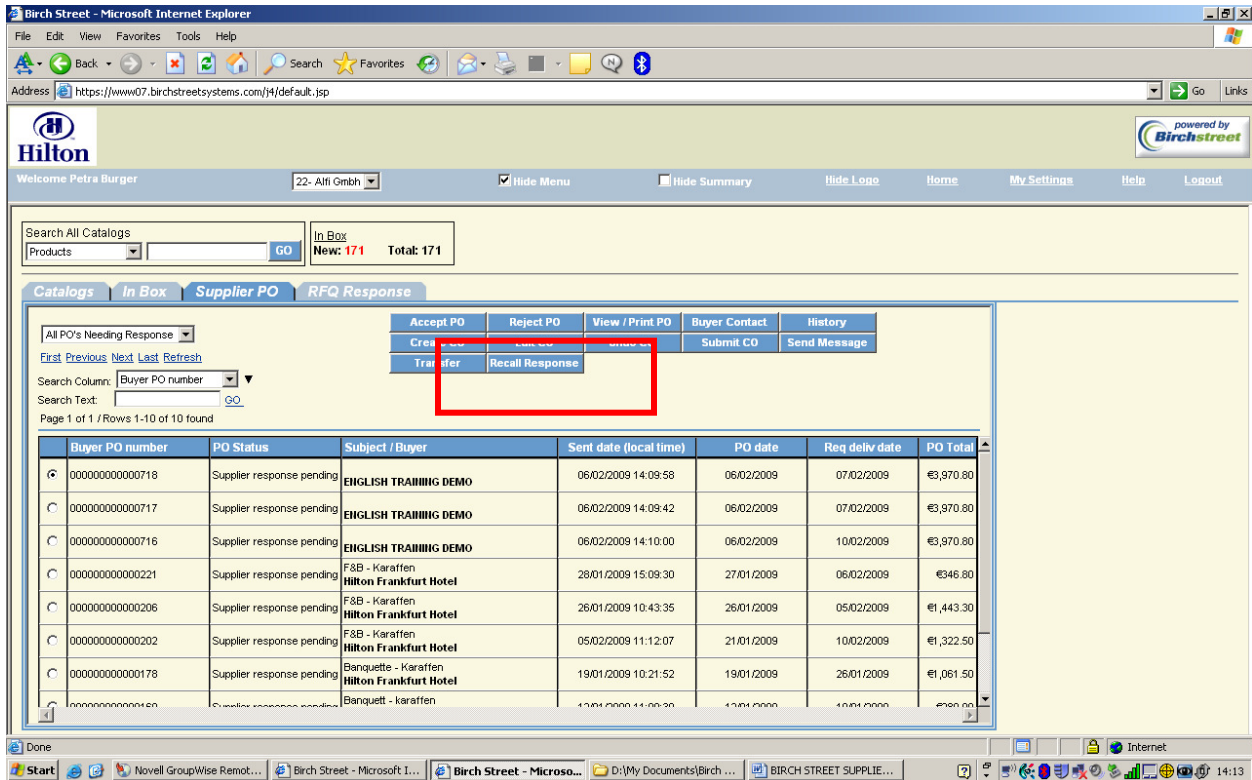 Birch Street - Microsoft Internet Explorer
File Edit View Favorites Tools Help
Back Search Favorites
Address https://www07.birchstreetsystems.com/j4/default.jsp Go Links
Hilton
powered by
Birchstreet
Welcome Petra Burger 22- Alfi Gmbh Hide Menu Hide Summary Hide Logo Home My Settings Help Logout
Search All Catalogs
Products GO
In Box
New: 171 Total: 171
Catalogs In Box Supplier PO RFQ Response
All PO's Needing Response
First Previous Next Last Refresh
Search Column: Buyer PO number
Search Text: GO
Page 1 of 1 / Rows 1-10 of 10 found
Accept PO Reject PO View / Print PO Buyer Contact History
Create CO Edit CO Undo CO Submit CO Send Message
Transfer Recall Response
Buyer PO number PO Status Subject / Buyer Sent date (local time) PO date Req deliv date PO Total
000000000000718 Supplier response pending ENGLISH TRAINING DEMO 06/02/2009 14:09:58 06/02/2009 07/02/2009 €3,970.80
000000000000717 Supplier response pending ENGLISH TRAINING DEMO 06/02/2009 14:09:42 06/02/2009 07/02/2009 €3,970.80
000000000000716 Supplier response pending ENGLISH TRAINING DEMO 06/02/2009 14:10:00 06/02/2009 10/02/2009 €3,970.80
000000000000221 Supplier response pending F&B - Karaffen
Hilton Frankfurt Hotel 28/01/2009 15:09:30 27/01/2009 06/02/2009 €346.80
000000000000206 Supplier response pending F&B - Karaffen
Hilton Frankfurt Hotel 26/01/2009 10:43:35 26/01/2009 05/02/2009 €1,443.30
000000000000202 Supplier response pending F&B - Karaffen
Hilton Frankfurt Hotel 05/02/2009 11:12:07 21/01/2009 10/02/2009 €1,322.50
000000000000178 Supplier response pending Banquette - Karaffen
Hilton Frankfurt Hotel 19/01/2009 10:21:52 19/01/2009 26/01/2009 €1,061.50
Banquett - karaffen
Done Internet
Start Novell GroupWise Remot... Birch Street - Microsoft I... Birch Street - Microso... D:\My Documents\Birch ... BIRCH STREET SUPPLIE... 14:13